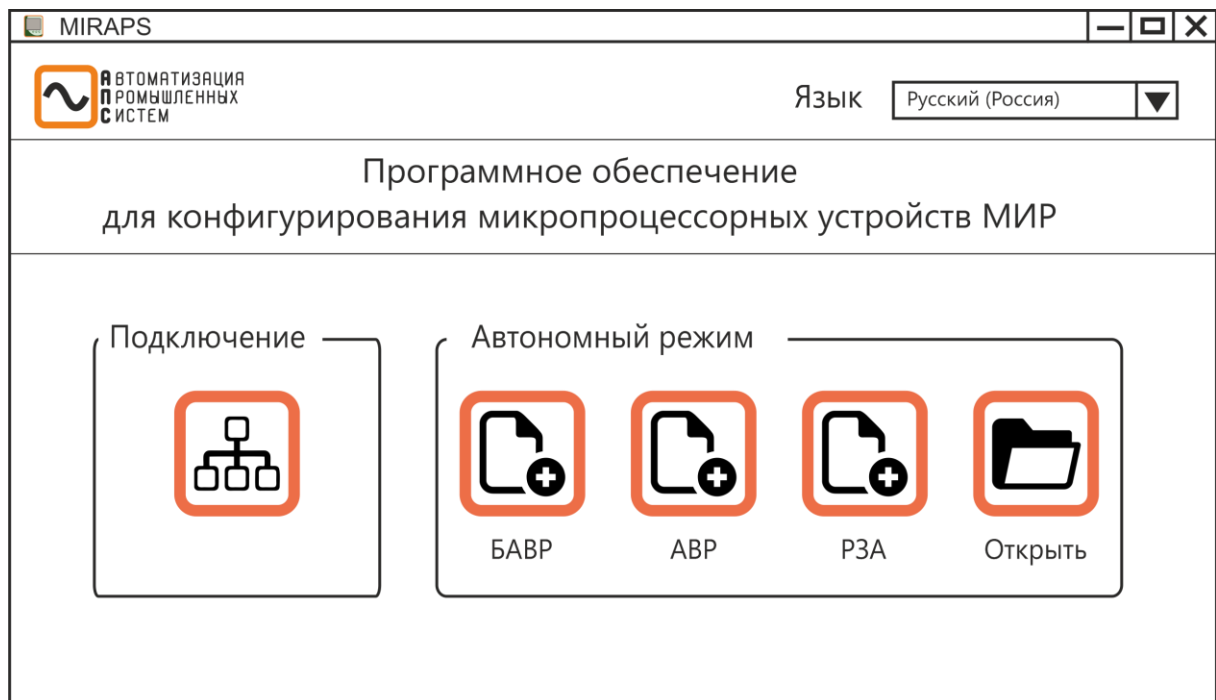 MIRAPS
АВТОМАТИЗАЦИЯ
ПРОМЫШЛЕННЫХ
СИСТЕМ
Язык
Русский (Россия)
Программное обеспечение
для конфигурирования микропроцессорных устройств МИР
Подключение
Автономный режим
БАВР
АВР
РЗА
Открыть